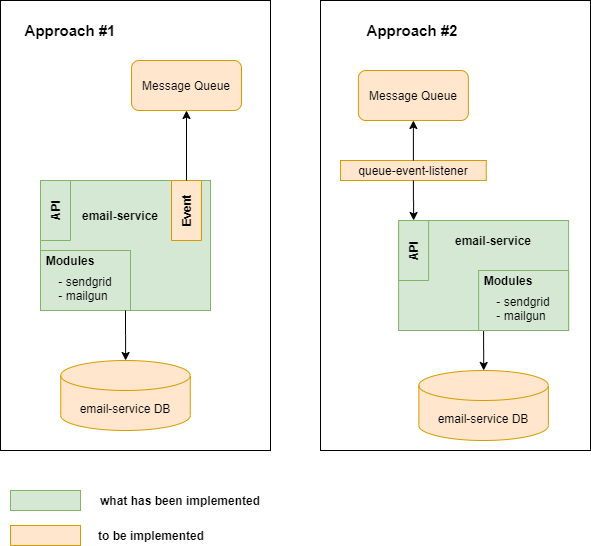 Approach #1
Message Queue
API
email-service
Event
Modules
- sendgrid
- mailgun
email-service DB
Approach #2
Message Queue
queue-event-listener
API
email-service
Modules
- sendgrid
- mailgun
email-service DB
what has been implemented
to be implemented